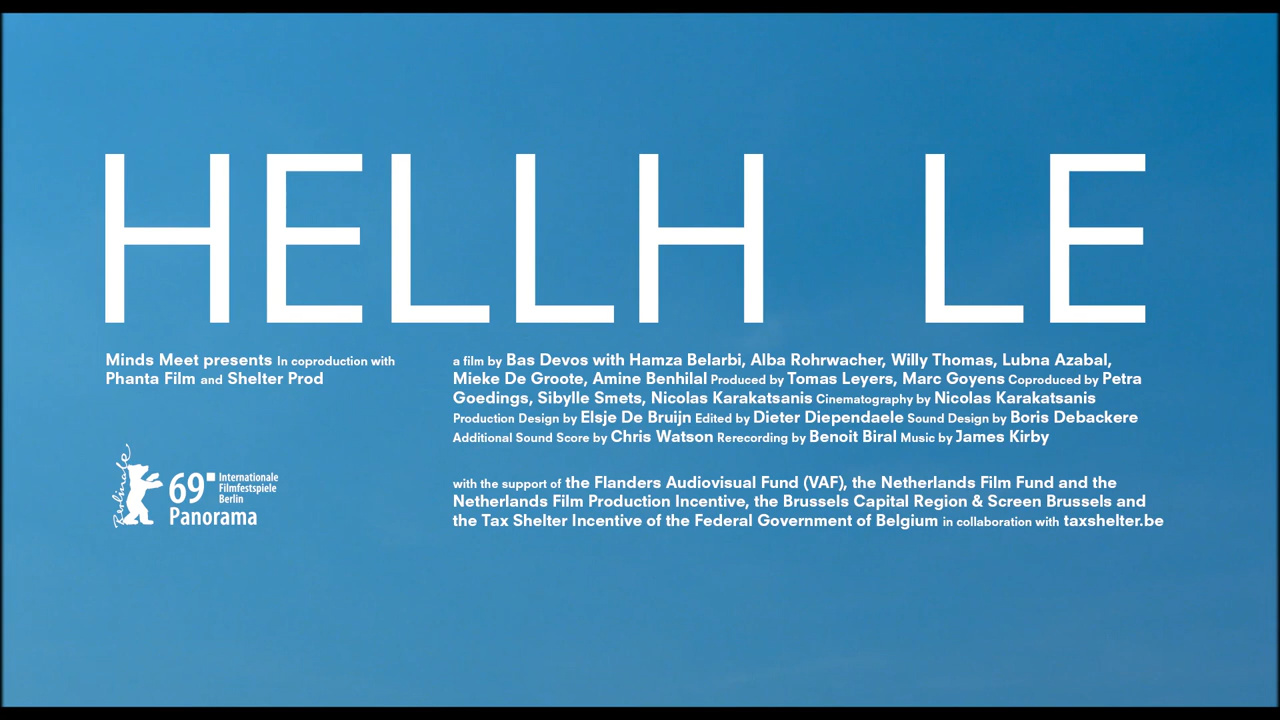 HELLH LE
Minds Meet presents In coproduction with
Phanta Film and Shelter Prod
a film by Bas Devos with Hamza Belarbi, Alba Rohrwacher, Willy Thomas, Lubna Azabal,
Mieke De Groote, Amine Benhilal Produced by Tomas Leyers, Marc Goyens Coproduced by Petra
Goedings, Sibylle Smets, Nicolas Karakatsanis Cinematography by Nicolas Karakatsanis
Production Design by Elsje De Bruijn Edited by Dieter Diependaele Sound Design by Boris Debackere
Additional Sound Score by Chris Watson Rerecording by Benoit Biral Music by James Kirby
Berlinale
69 Internationale
Filmfestspiele
Berlin
Panorama
with the support of the Flanders Audiovisual Fund (VAF), the Netherlands Film Fund and the
Netherlands Film Production Incentive, the Brussels Capital Region & Screen Brussels and
the Tax Shelter Incentive of the Federal Government of Belgium in collaboration with taxshelter.be